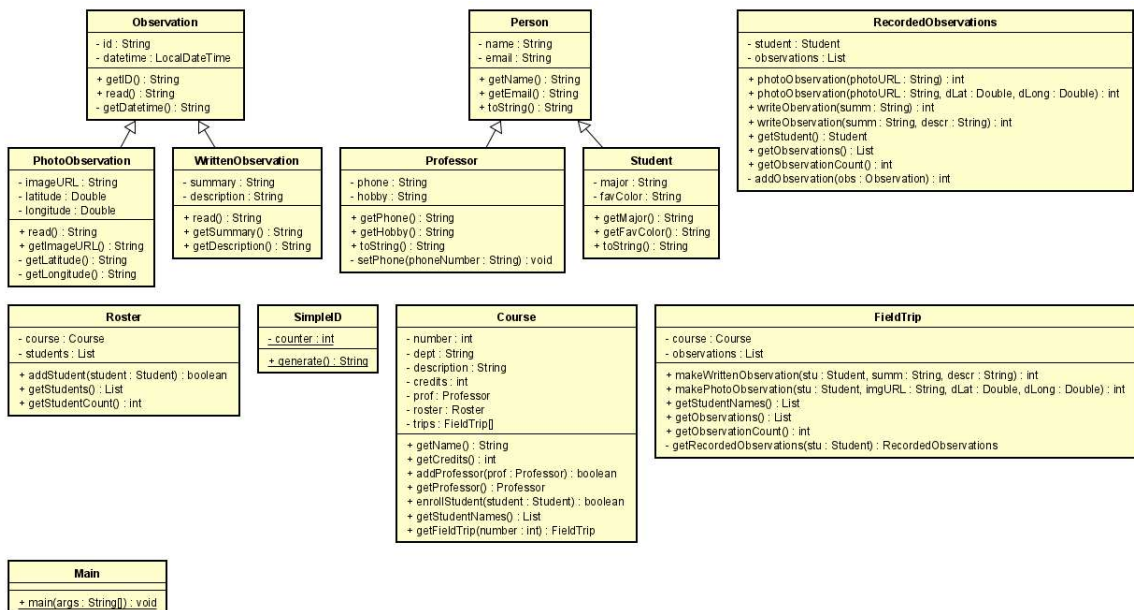 Observation
- id : String
- datetime : LocalDateTime
+ getID() : String
+ read() : String
- getDatetime() : String
Person
- name : String
- email : String
+ getName() : String
+ getEmail() : String
+ toString() : String
RecordedObservations
- student : Student
- observations : List
+ photoObservation(photoURL : String) : int
+ photoObservation(photoURL : String, dLat : Double, dLong : Double) : int
+ writeObervation(summ : String) : int
+ writeObervation(summ : String, descr : String) : int
+ getStudent() : Student
+ getObservations() : List
+ getObservationCount() : int
- addObservation(obs : Observation) : int
PhotoObservation
- imageURL : String
- latitude : Double
- longitude : Double
+ read() : String
+ getImageURL() : String
- getLatitude() : String
- getLongitude() : String
WrittenObservation
- summary : String
- description : String
+ read() : String
+ getSummary() : String
+ getDescription() : String
Professor
- phone : String
- hobby : String
+ getPhone() : String
+ getHobby() : String
+ toString() : String
- setPhone(phoneNumber : String) : void
Student
- major : String
- favColor : String
+ getMajor() : String
+ getFavColor() : String
+ toString() : String
Roster
- course : Course
- students : List
+ addStudent(student : Student) : boolean
+ getStudents() : List
+ getStudentCount() : int
SimpleID
- counter : int
+ generate() : String
Course
- number : int
- dept : String
- description : String
- credits : int
- prof : Professor
- roster : Roster
- trips : FieldTrip[]
+ getName() : String
+ getCredits() : int
+ addProfessor(prof : Professor) : boolean
+ getProfessor() : Professor
+ enrollStudent(student : Student) : boolean
+ getStudentNames() : List
+ getFieldTrip(number : int) : FieldTrip
FieldTrip
- course : Course
- observations : List
+ makeWrittenObservation(stu : Student, summ : String, descr : String) : int
+ makePhotoObservation(stu : Student, imgURL : String, dLat : Double, dLong : Double) : int
+ getStudentNames() : List
+ getObservations() : List
+ getObservationCount() : int
- getRecordedObservations(stu : Student) : RecordedObservations
Main
+ main(args : String[]) : void